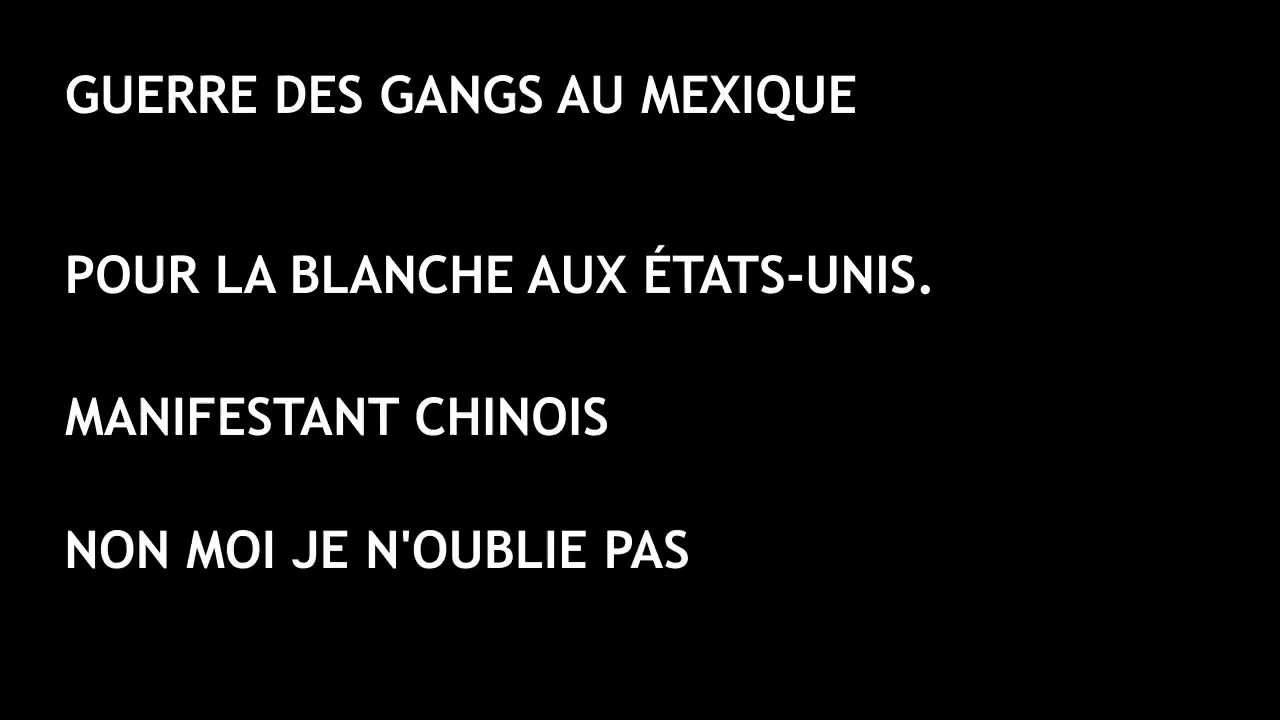 GUERRE DES GANGS AU MEXIQUE
POUR LA BLANCHE AUX ÉTATS-UNIS.
MANIFESTANT CHINOIS
NON MOI JE N'OUBLIE PAS